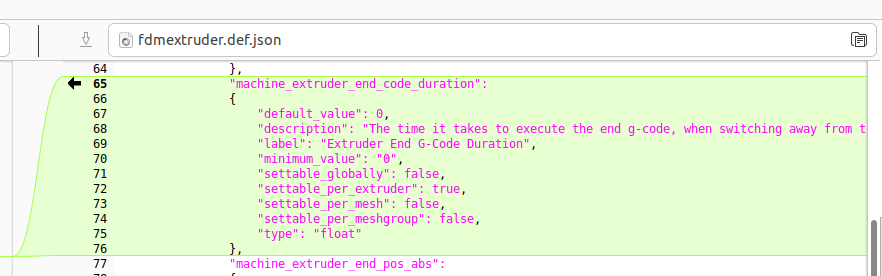 fdmextruder.def.json
64 },
65 "machine_extruder_end_code_duration":
66 {
67 "default_value": 0,
68 "description": "The time it takes to execute the end g-code, when switching away from t
69 "label": "Extruder End G-Code Duration",
70 "minimum_value": "0",
71 "settable_globally": false,
72 "settable_per_extruder": true,
73 "settable_per_mesh": false,
74 "settable_per_meshgroup": false,
75 "type": "float"
76 },
77 "machine_extruder_end_pos_abs":